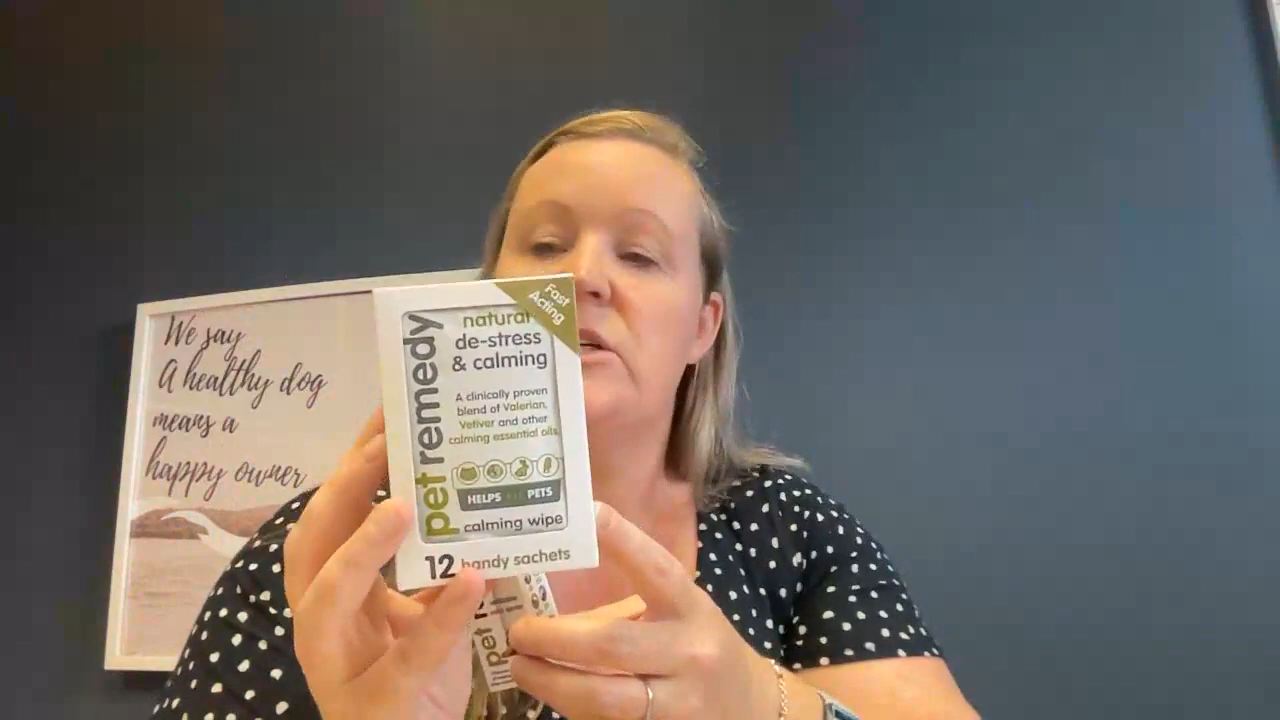 We say
A healthy dog
means a
happy owner
Fast
Acting
pet remedy
natural
de-stress
& calming
A clinically proven
blend of Valerian,
Vetiver and other
calming essential oils
HELPS PETS
calming wipe
12 handy sachets
pet